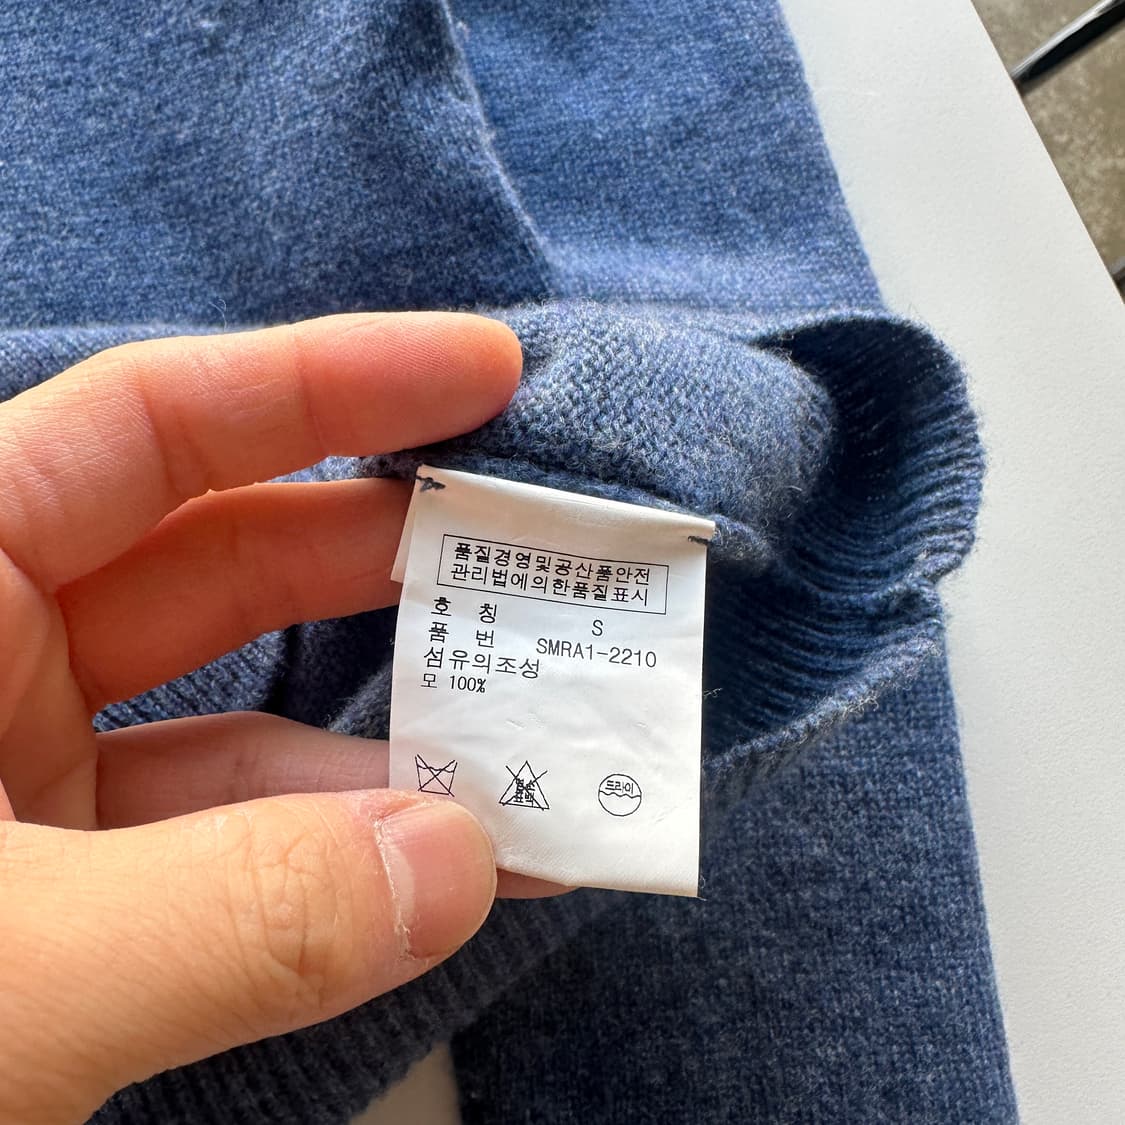 품질경영및공산품안전
관리법에의한품질표시
호 칭 S
품 번 SMRA1-2210
섬유의조성
모 100%
드라이